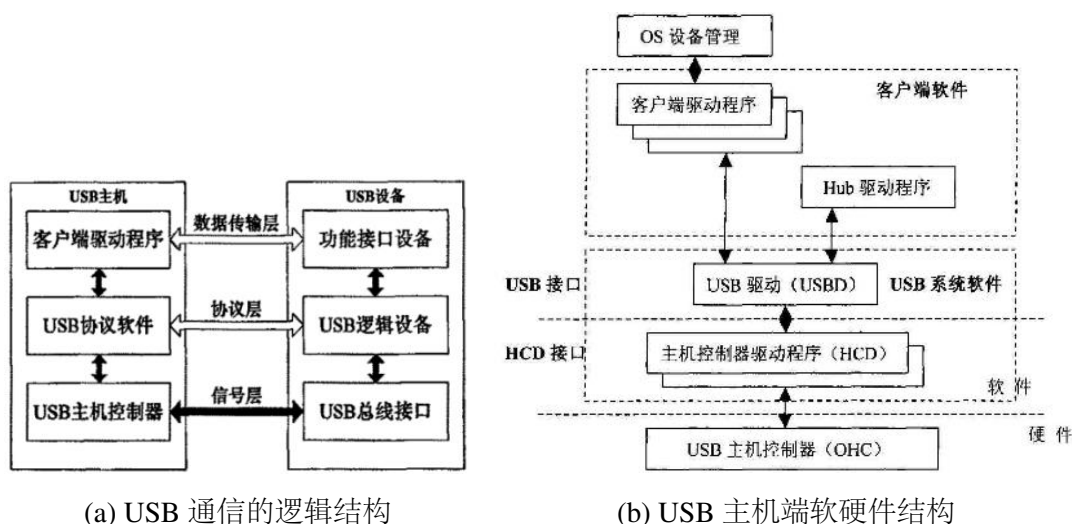 USB主机
客户端驱动程序
USB协议软件
USB主机控制器
数据传输层
协议层
信号层
USB设备
功能接口设备
USB逻辑设备
USB总线接口
(a) USB 通信的逻辑结构
OS 设备管理
客户端软件
客户端驱动程序
Hub 驱动程序
USB 接口
USB 驱动（USBD）
USB 系统软件
HCD 接口
主机控制器驱动程序（HCD）
软 件
硬 件
USB 主机控制器（OHC）
(b) USB 主机端软硬件结构